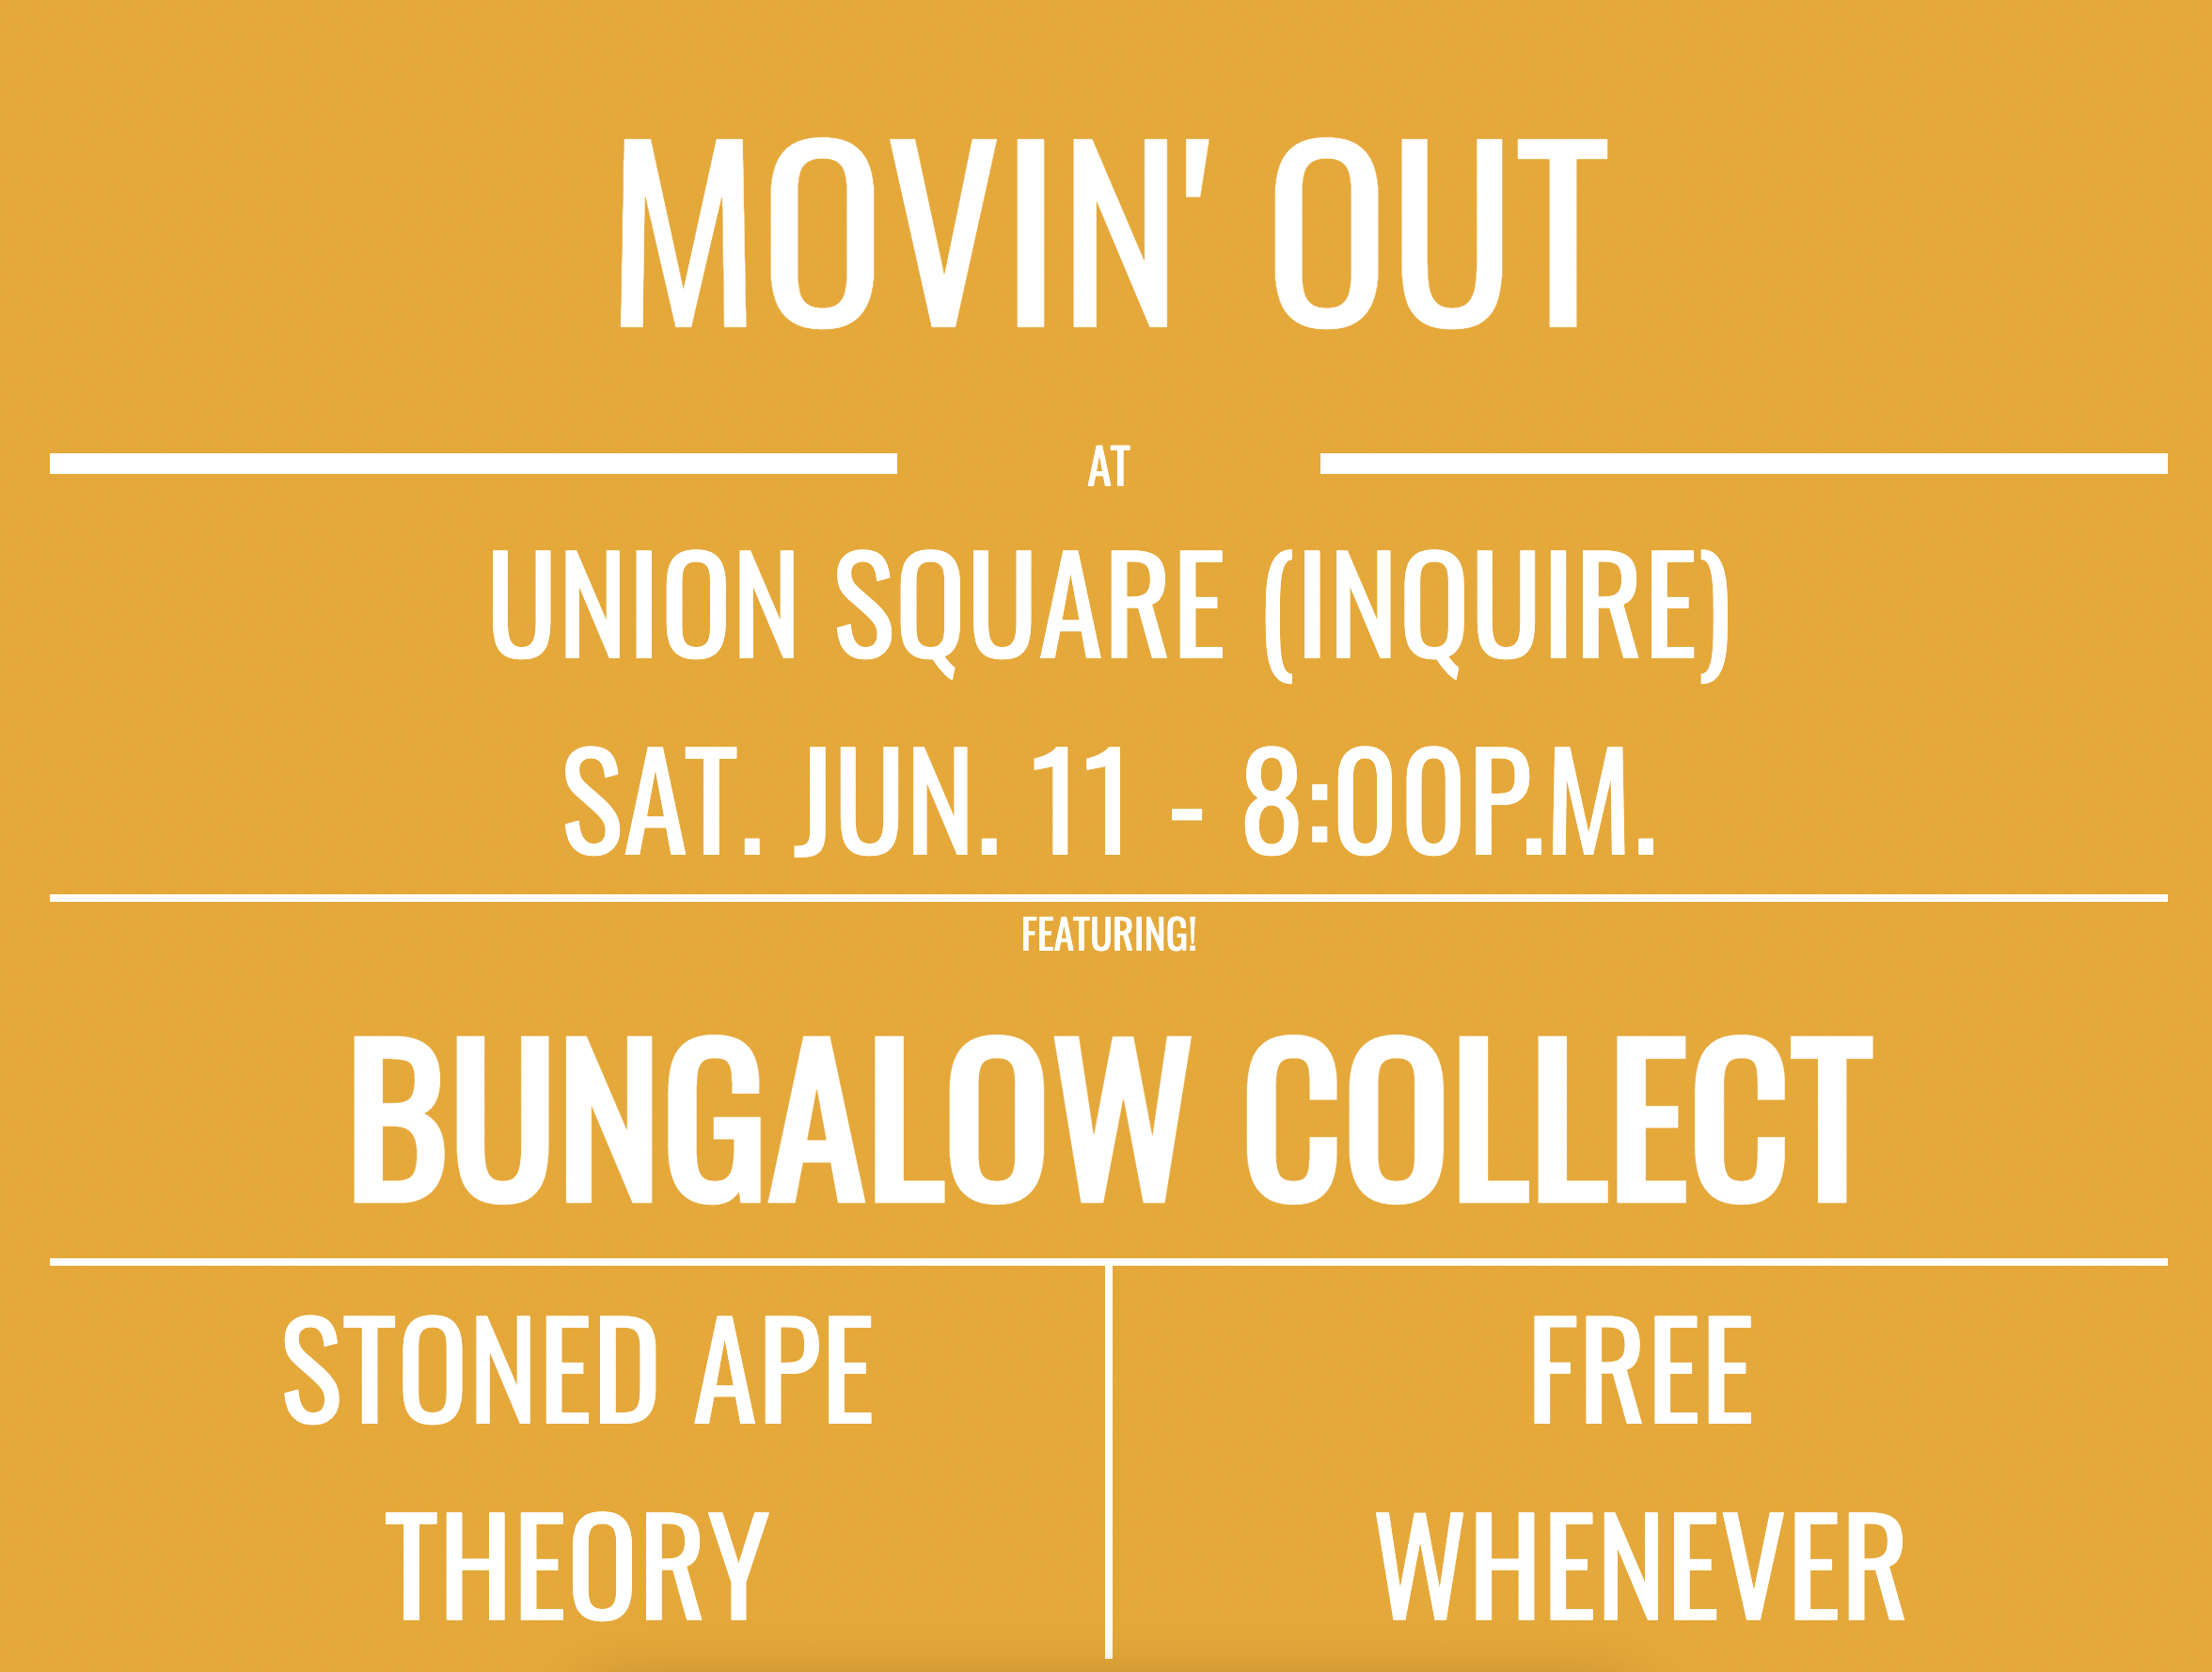 MOVIN' OUT
AT
UNION SQUARE (INQUIRE)
SAT. JUN. 11 - 8:00P.M.
FEATURING!
BUNGALOW COLLECT
STONED APE
THEORY
FREE
WHENEVER